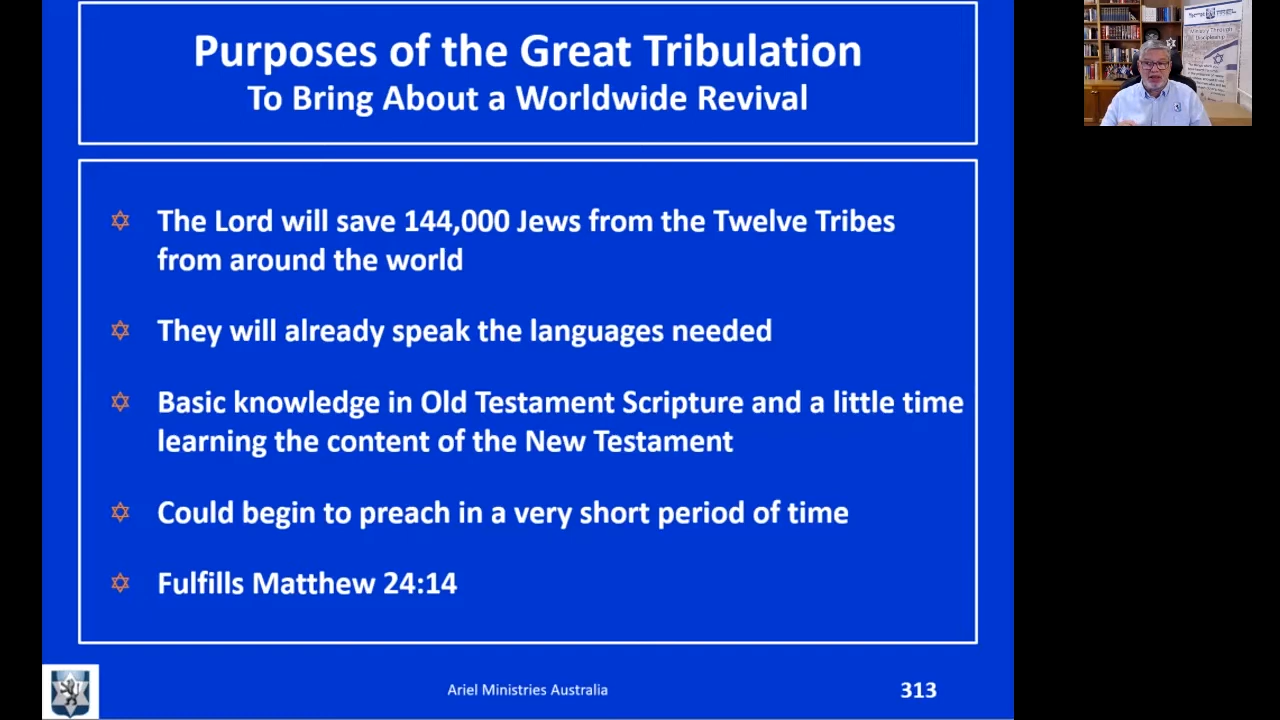 Purposes of the Great Tribulation
To Bring About a Worldwide Revival
The Lord will save 144,000 Jews from the Twelve Tribes
from around the world
They will already speak the languages needed
Basic knowledge in Old Testament Scripture and a little time
learning the content of the New Testament
Could begin to preach in a very short period of time
Fulfills Matthew 24:14
Ariel Ministries Australia
313
Ministry Through
Discipleship